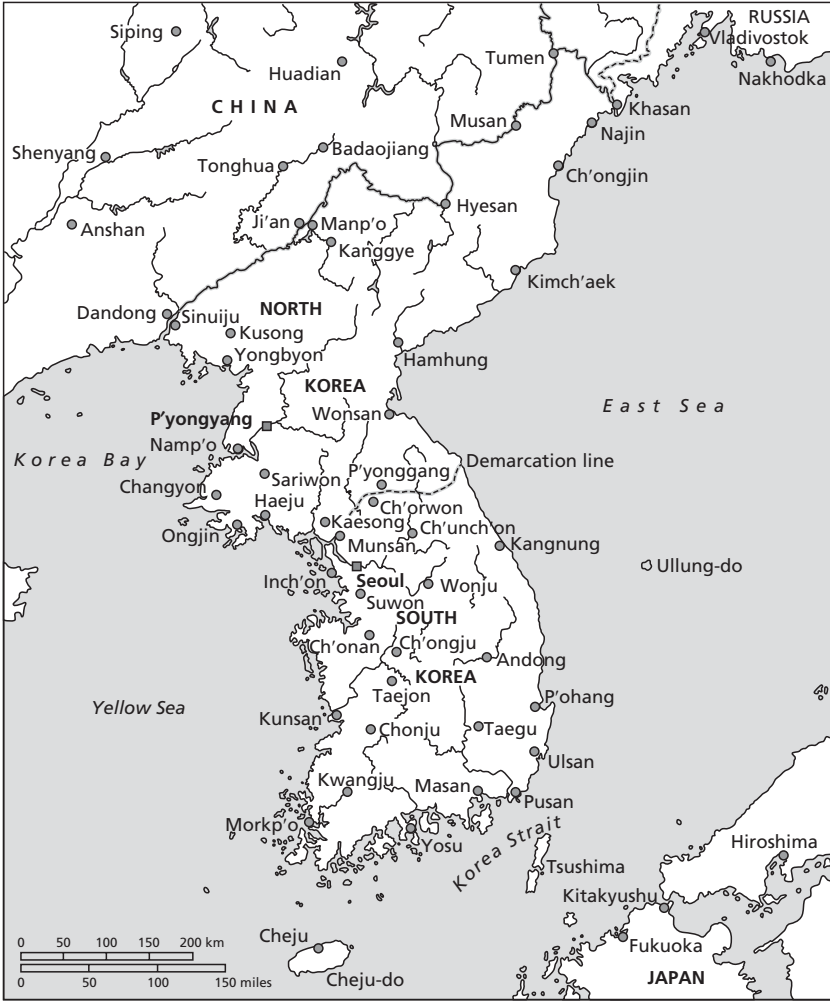 RUSSIA
Siping
Vladivostok
Tumen
Huadian
Nakhodka
CHINA
Khasan
Musan
Najin
Shenyang
Badaojiang
Tonghua
Ch'ongjin
Hyesan
Ji'an
Manp'o
Anshan
Kanggye
Kimch'aek
Dandong
NORTH
Sinuiju
Kusong
Yongbyon
Hamhung
KOREA
East Sea
P'yongyang
Wonsan
Namp'o
Korea Bay
Demarcation line
P'yonggang
Sariwon
Changyon
Haeju
Ch'orwon
Kaesong
Ch'unch'on
Ongjin
Munsan
Kangnung
Ullung-do
Inch'on
Seoul
Wonju
Suwon
SOUTH
Ch'onan
Ch'ongju
Andong
KOREA
Taejon
P'ohang
Yellow Sea
Kunsan
Chonju
Taegu
Ulsan
Kwangju
Masan
Pusan
Morkp'o
Yosu
Korea Strait
Hiroshima
Tsushima
Kitakyushu
Cheju
Fukuoka
0 50 100 150 200 km
0 50 100 150 miles
Cheju-do
JAPAN